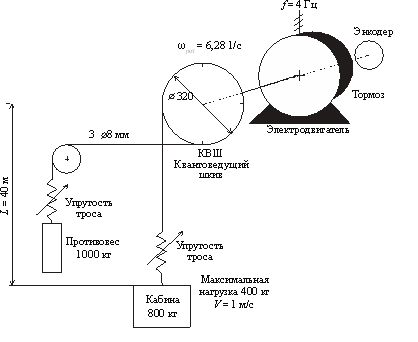 f = 4 Гц
Энкодер
ω = 6,28 1/с
⌀320
Тормоз
Электродвигатель
3 ⌀8 мм
КВШ
Квантоведущий
шкив
L = 40 м
Упругость
троса
Противовес
1000 кг
Упругость
троса
Максимальная
нагрузка 400 кг
V = 1 м/с
Кабина
800 кг